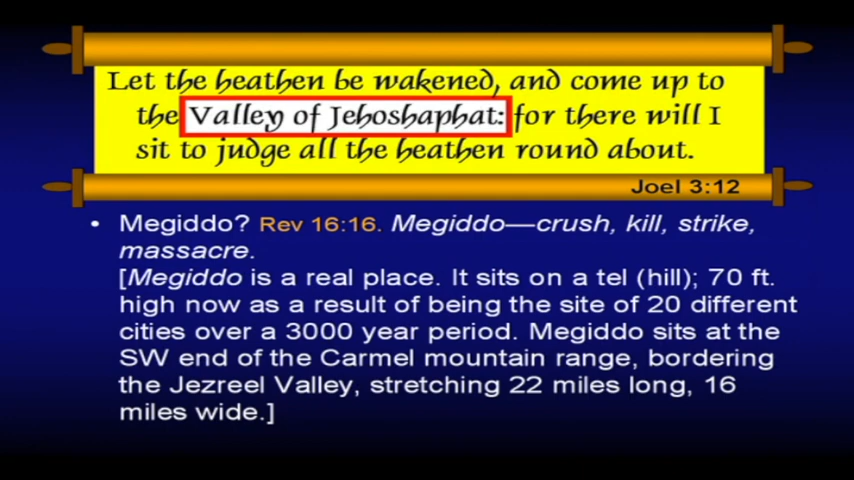 Let the heathen be wakened, and come up to
the Valley of Jehoshaphat: for there will I
sit to judge all the heathen round about.
Joel 3:12
• Megiddo? Rev 16:16. Megiddo—crush, kill, strike,
massacre.
[Megiddo is a real place. It sits on a tel (hill); 70 ft.
high now as a result of being the site of 20 different
cities over a 3000 year period. Megiddo sits at the
SW end of the Carmel mountain range, bordering
the Jezreel Valley, stretching 22 miles long, 16
miles wide.]